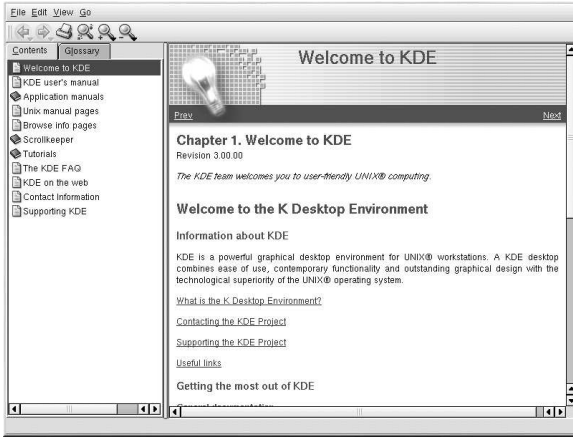 File Edit View Go
Contents Glossary
Welcome to KDE
KDE user's manual
Application manuals
Unix manual pages
Browse info pages
Scrollkeeper
Tutorials
The KDE FAQ
KDE on the web
Contact Information
Supporting KDE
Welcome to KDE
Prev Next
Chapter 1. Welcome to KDE
Revision 3.00.00
The KDE team welcomes you to user-friendly UNIX® computing.
Welcome to the K Desktop Environment
Information about KDE
KDE is a powerful graphical desktop environment for UNIX® workstations. A KDE desktop
combines ease of use, contemporary functionality and outstanding graphical design with the
technological superiority of the UNIX® operating system.
What is the K Desktop Environment?
Contacting the KDE Project
Supporting the KDE Project
Useful links
Getting the most out of KDE
General documentation